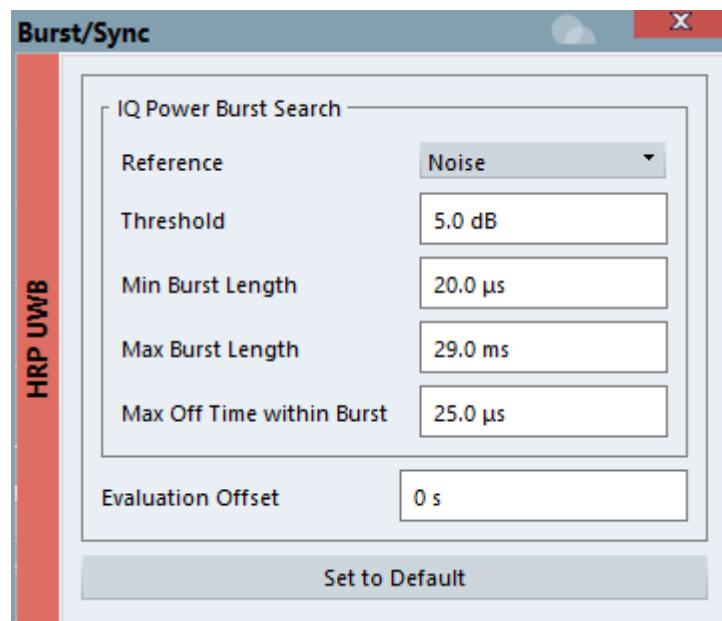 Burst/Sync
X
HRP UWB
IQ Power Burst Search
Reference Noise
Threshold 5.0 dB
Min Burst Length 20.0 µs
Max Burst Length 29.0 ms
Max Off Time within Burst 25.0 µs
Evaluation Offset 0 s
Set to Default